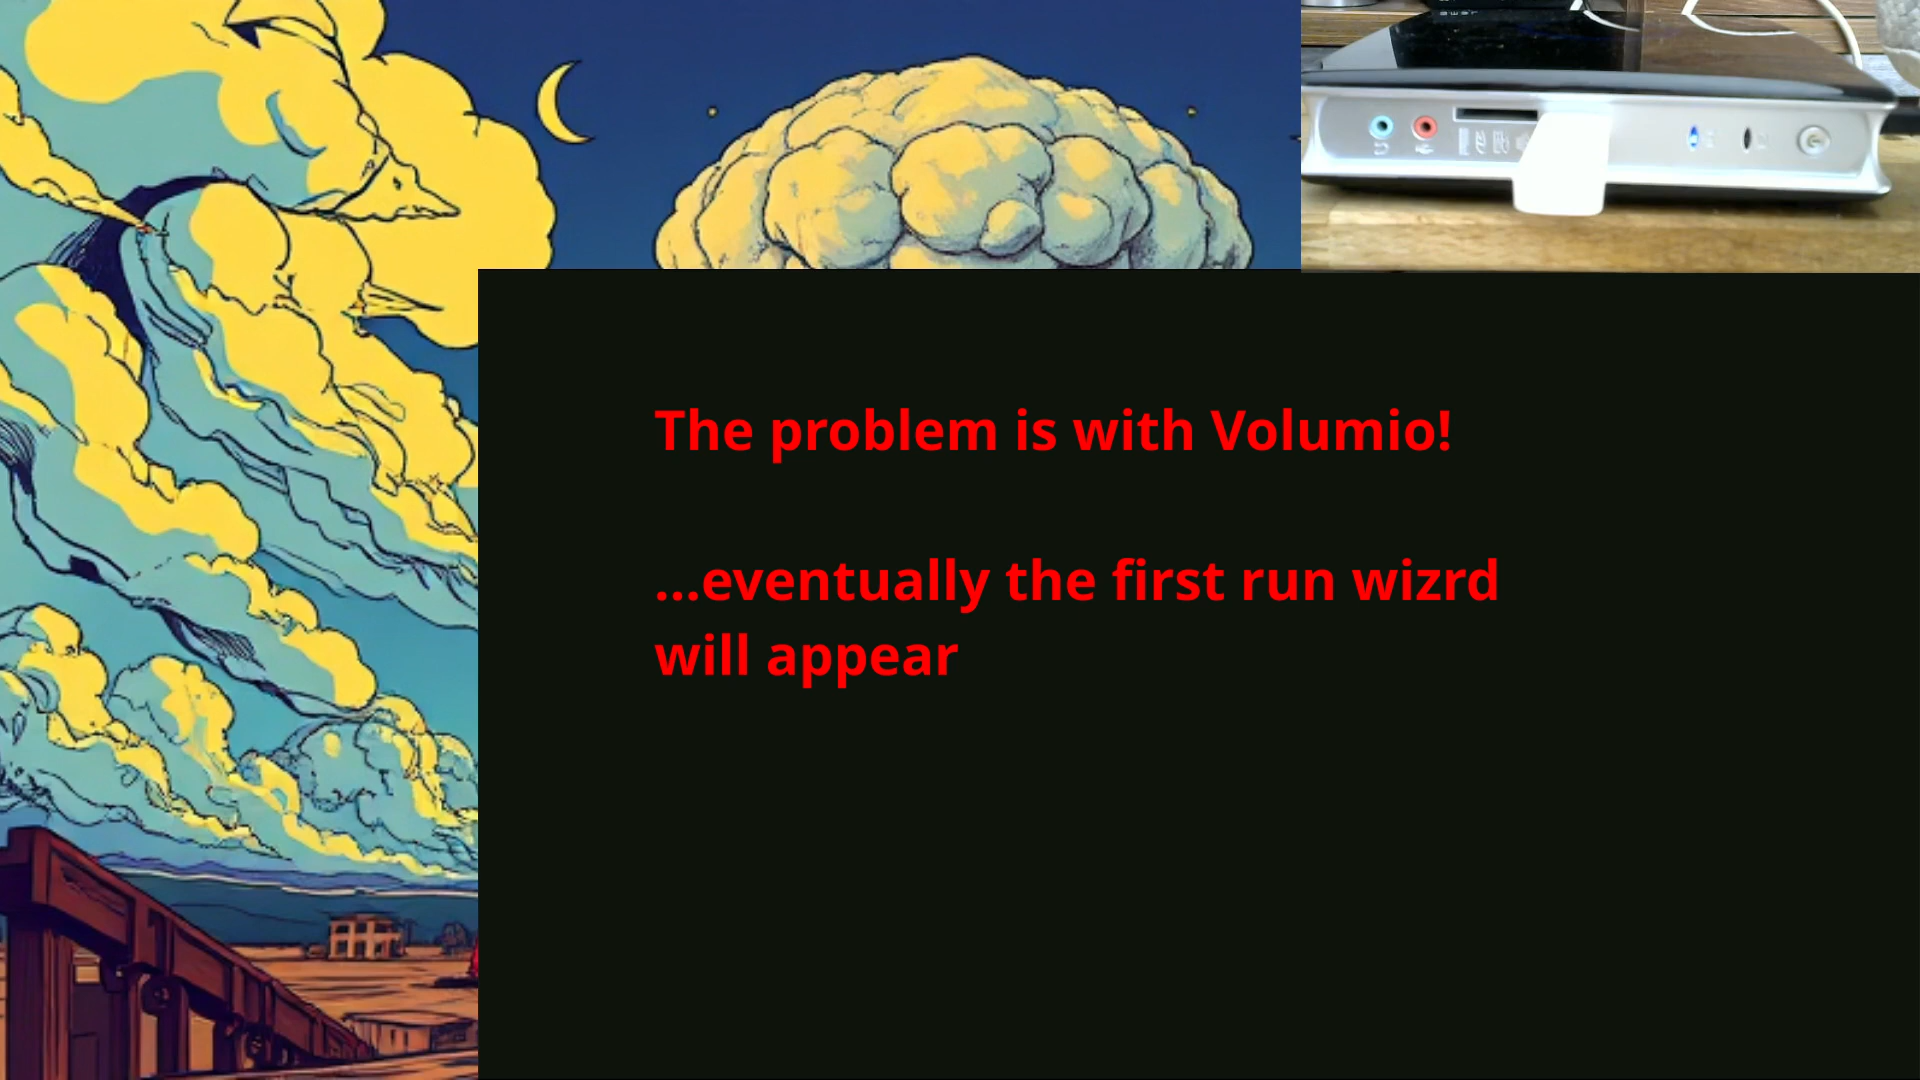 The problem is with Volumio!
...eventually the first run wizrd
will appear